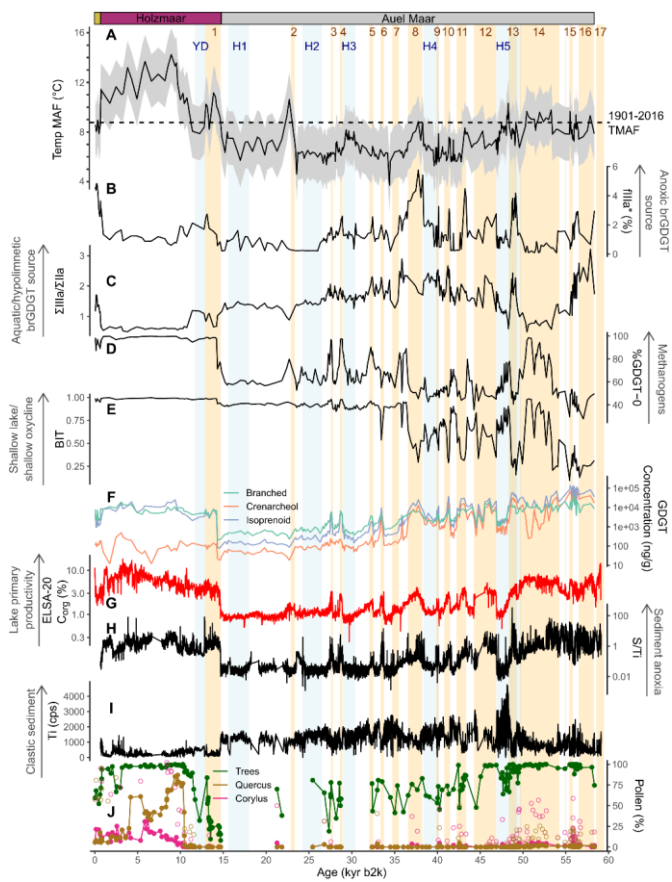 Holzmaar
Auel Maar
A
YD
1
H1
2
H2
3
4
H3
5
6
7
8
H4
9
10
11
12
H5
13
14
15
16
17
16
12
8
4
Temp MAF (°C)
1901-2016
TMAF
B
6
4
2
0
fIIIa* (%)
Anoxic brGDGT
source
C
3
2
1
ΣIIIa/ΣIIa
Aquatic/hypolimnetic
brGDGT source
D
100
80
60
40
%GDGT-0
Methanogens
E
1.00
0.75
0.50
0.25
BIT
Shallow lake/
shallow oxycline
F
Branched
Crenarcheol
Isoprenoid
1e+05
1e+04
1e+03
100
10
GDGT
Concentration (ng/g)
G
10.0
3.0
1.0
0.3
Lake primary
productivity
ELSA-20
Corg (%)
H
100
1
0.01
S/Ti
Sediment anoxia
I
4000
3000
2000
1000
0
Ti (cps)
Clastic sediment
J
Trees
Quercus
Corylus
100
75
50
25
0
Pollen (%)
0
5
10
15
20
25
30
35
40
45
50
55
60
Age (kyr b2k)